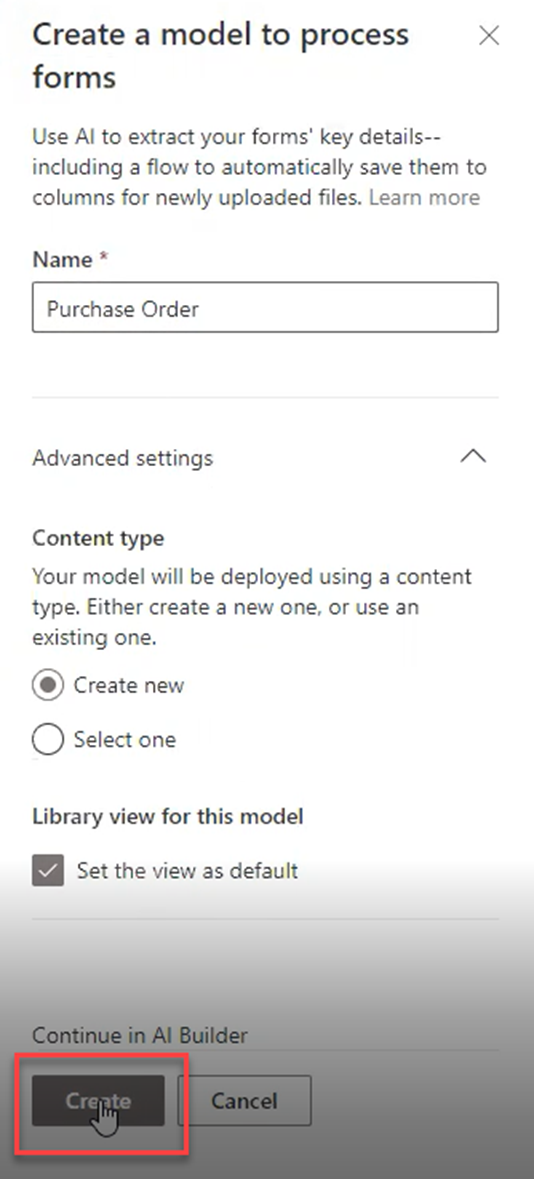 Create a model to process
forms
Use AI to extract your forms' key details--
including a flow to automatically save them to
columns for newly uploaded files. Learn more
Name *
Purchase Order
Advanced settings
Content type
Your model will be deployed using a content
type. Either create a new one, or use an
existing one.
Create new
Select one
Library view for this model
Set the view as default
Continue in AI Builder
Create Cancel